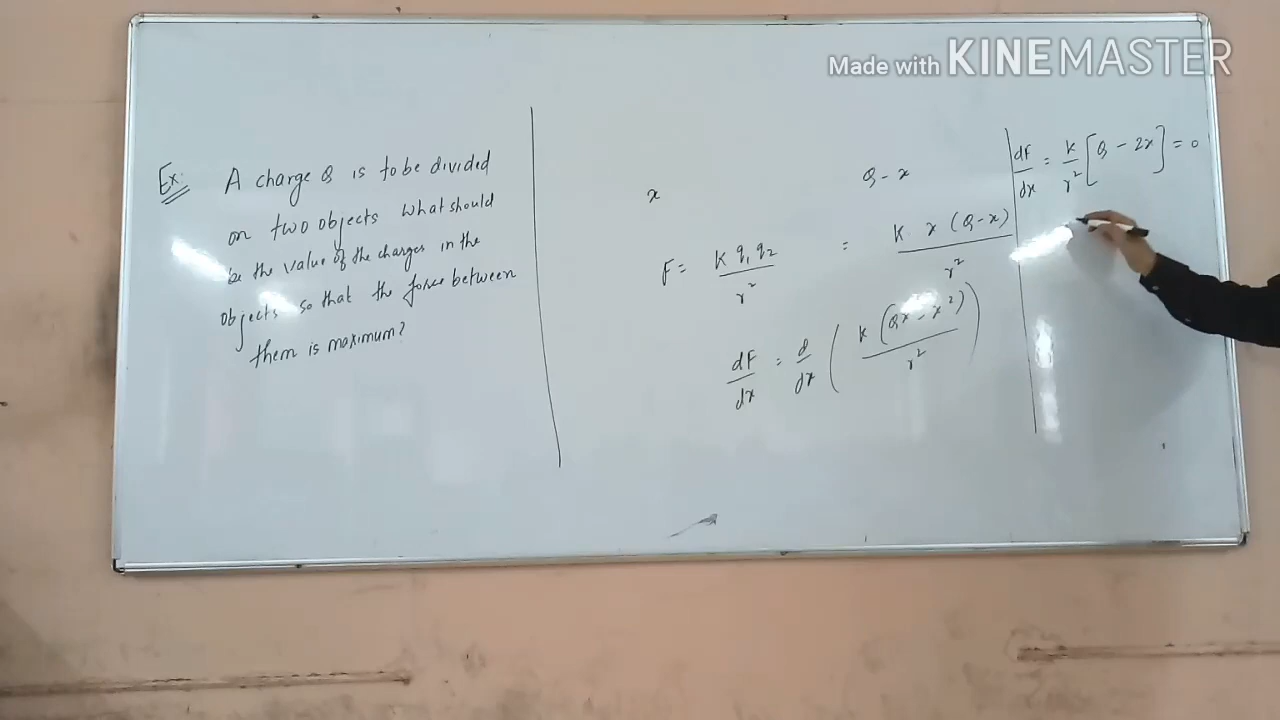 Made with KINEMASTER
Ex: A charge Q is to be divided
on two objects what should
be the value of the charges in the
objects so that the force between
them is maximum?
x
Q - x
F = K q₁ q₂ / r² = K x (Q-x) / r²
dF/dx = d/dx ( K (Qx - x²) / r² )
dF/dx = K/r² [Q - 2x] = 0